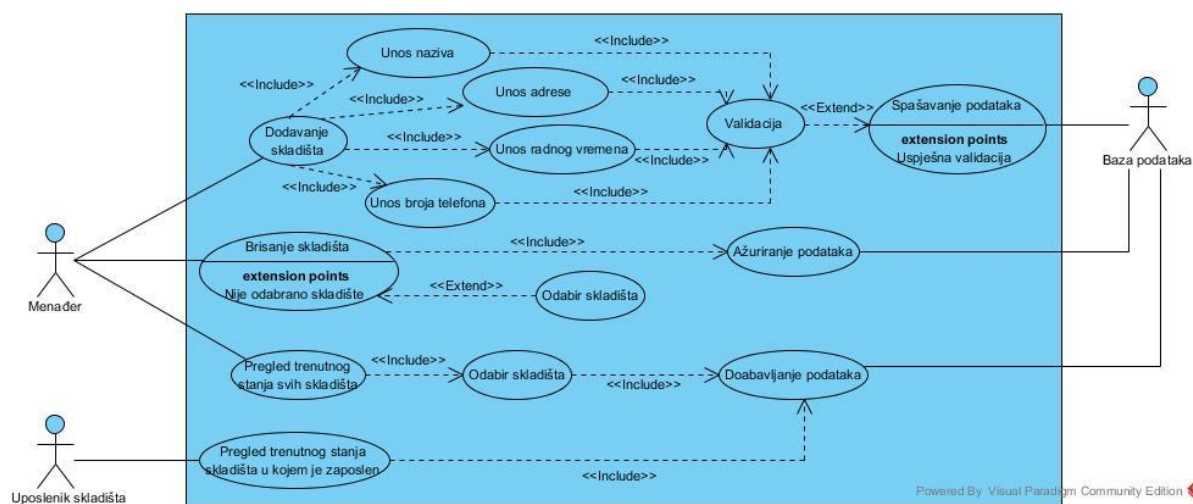 Unos naziva
<<Include>>
<<Include>>
Unos adrese
<<Include>>
<<Include>>
Dodavanje
skladišta
Validacija
<<Extend>>
Spašavanje podataka
extension points
Uspješna validacija
Baza podataka
<<Include>>
Unos radnog vremena
<<Include>>
<<Include>>
Unos broja telefona
<<Include>>
Menađer
Brisanje skladišta
extension points
Nije odabrano skladište
<<Include>>
Ažuriranje podataka
<<Extend>>
Odabir skladišta
Pregled trenutnog
stanja svih skladišta
<<Include>>
Odabir skladišta
<<Include>>
Doabavljanje podataka
Uposlenik skladišta
Pregled trenutnog stanja
skladišta u kojem je zaposlen
<<Include>>
Powered By Visual Paradigm Community Edition